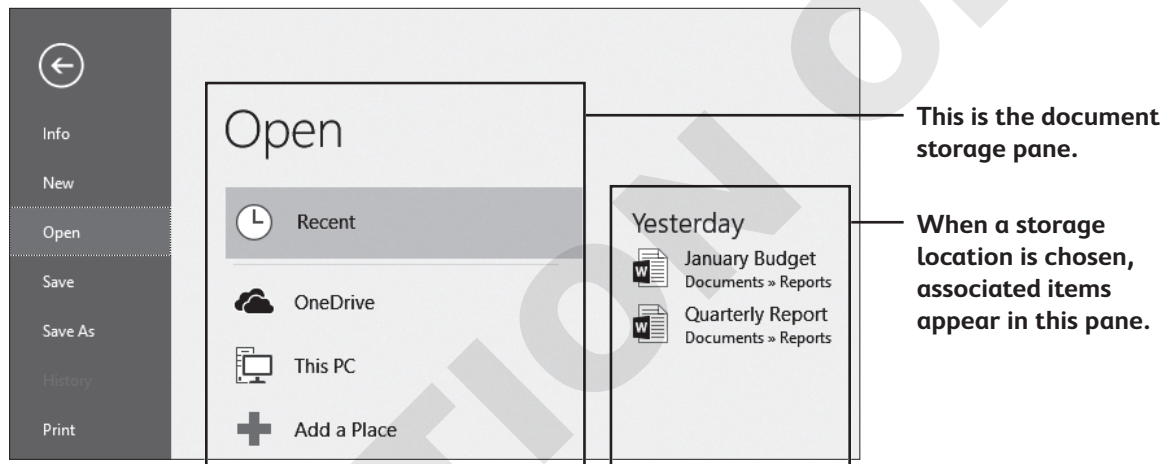 Info
New
Open
Save
Save As
History
Print
Open
Recent
OneDrive
This PC
Add a Place
Yesterday
January Budget
Documents » Reports
Quarterly Report
Documents » Reports
This is the document
storage pane.
When a storage
location is chosen,
associated items
appear in this pane.